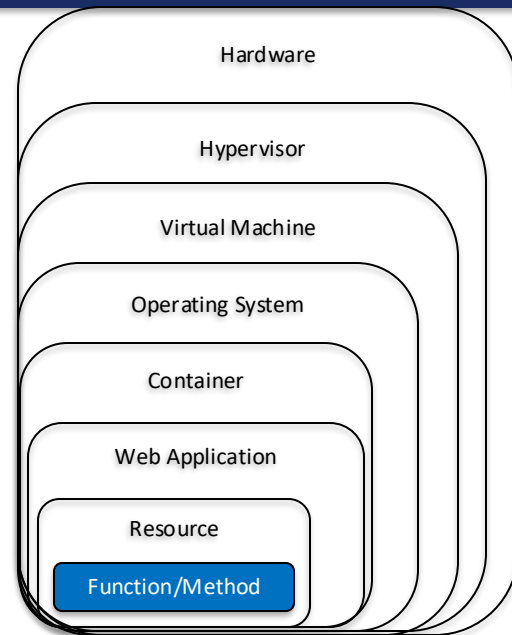 Hardware
Hypervisor
Virtual Machine
Operating System
Container
Web Application
Resource
Function/Method